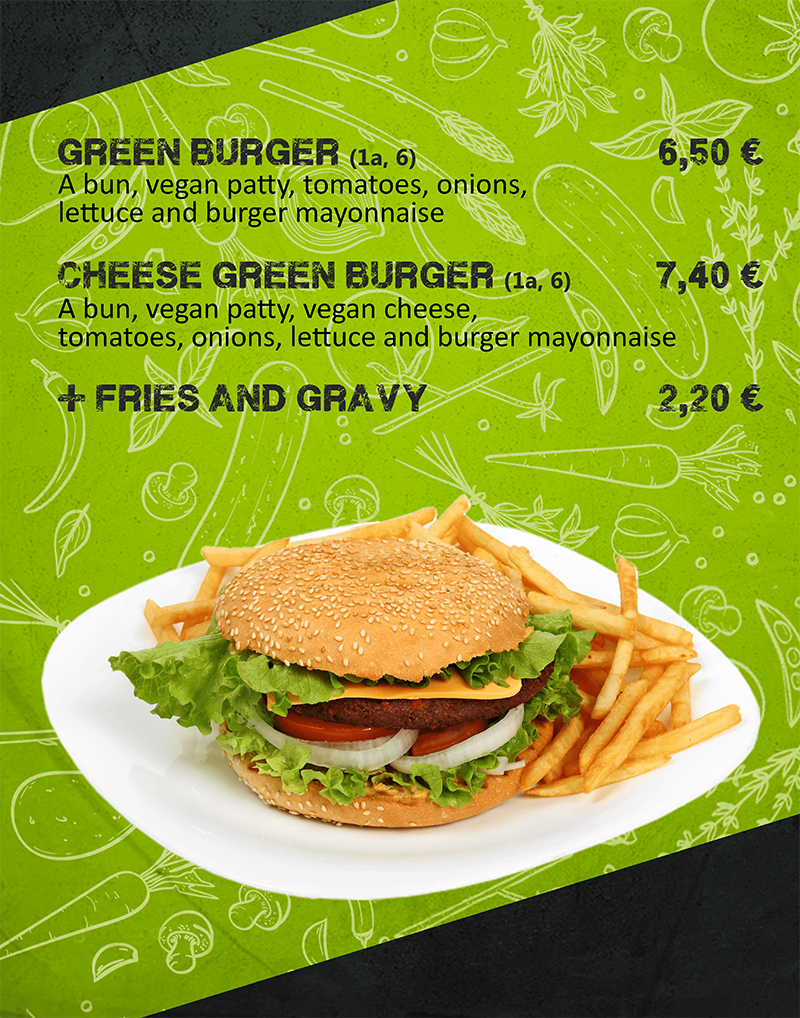 GREEN BURGER (1a, 6) 6,50 €
A bun, vegan patty, tomatoes, onions,
lettuce and burger mayonnaise
CHEESE GREEN BURGER (1a, 6) 7,40 €
A bun, vegan patty, vegan cheese,
tomatoes, onions, lettuce and burger mayonnaise
+ FRIES AND GRAVY 2,20 €